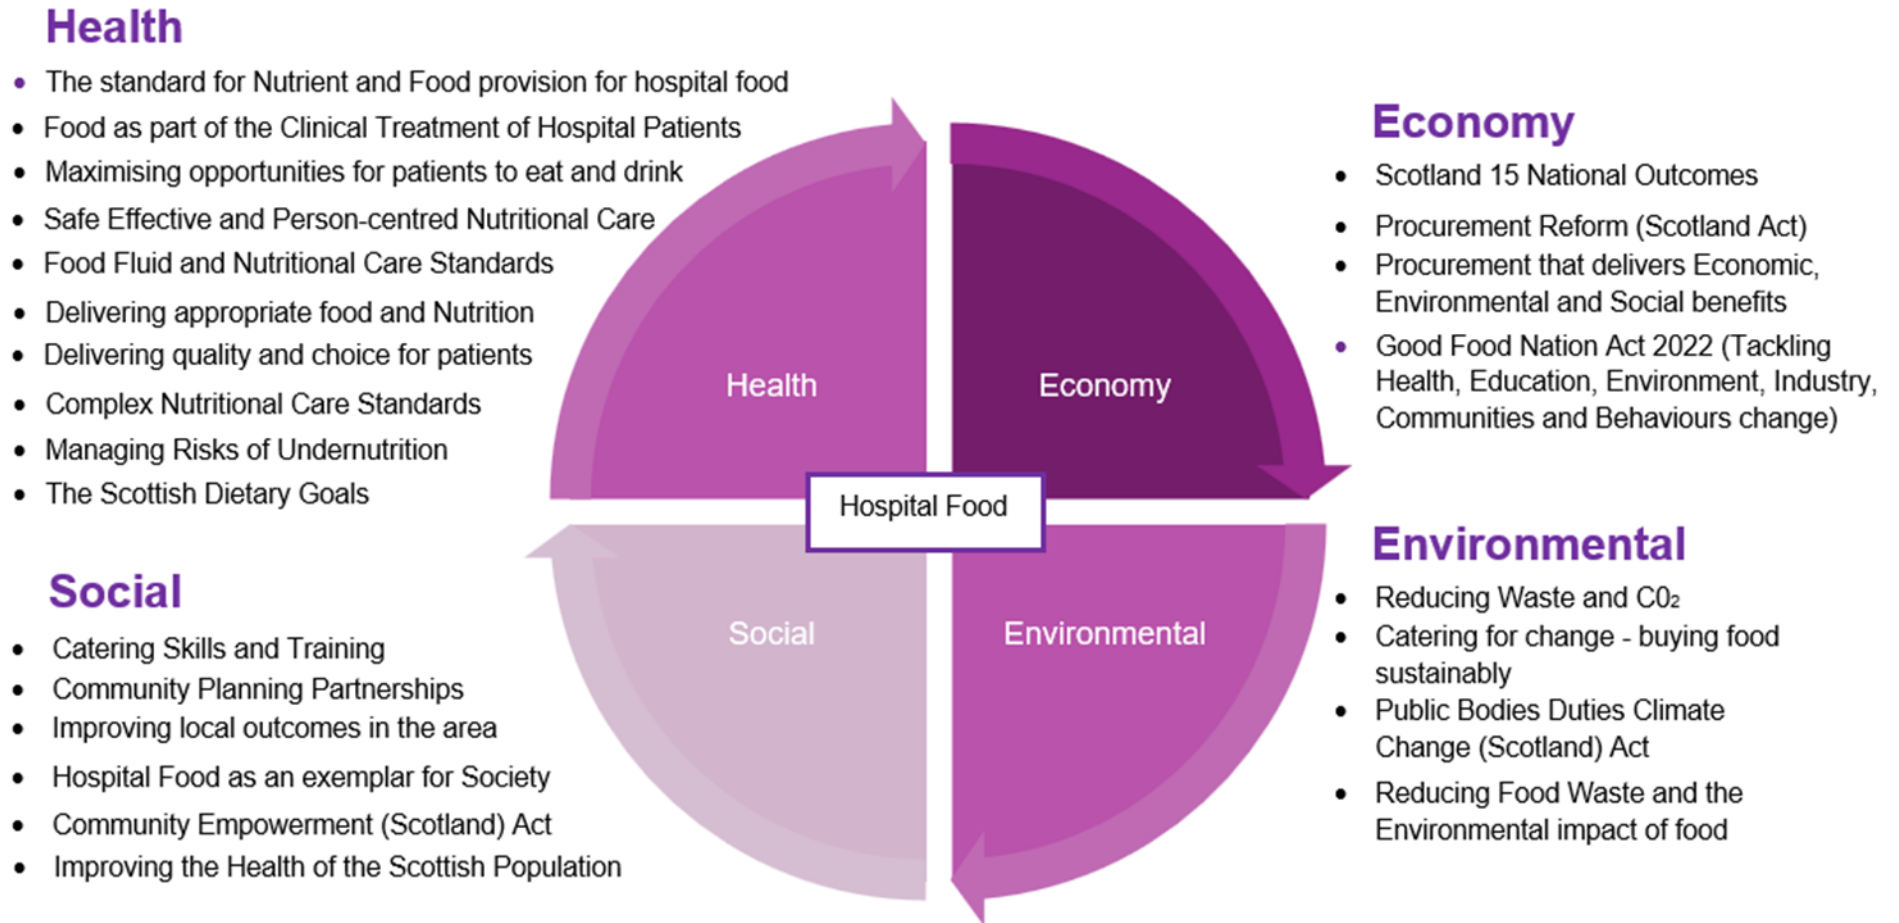 Health
• The standard for Nutrient and Food provision for hospital food
• Food as part of the Clinical Treatment of Hospital Patients
• Maximising opportunities for patients to eat and drink
• Safe Effective and Person-centred Nutritional Care
• Food Fluid and Nutritional Care Standards
• Delivering appropriate food and Nutrition
• Delivering quality and choice for patients
• Complex Nutritional Care Standards
• Managing Risks of Undernutrition
• The Scottish Dietary Goals
Economy
• Scotland 15 National Outcomes
• Procurement Reform (Scotland Act)
• Procurement that delivers Economic,
Environmental and Social benefits
• Good Food Nation Act 2022 (Tackling
Health, Education, Environment, Industry,
Communities and Behaviours change)
Health
Economy
Hospital Food
Social
Environmental
Social
• Catering Skills and Training
• Community Planning Partnerships
• Improving local outcomes in the area
• Hospital Food as an exemplar for Society
• Community Empowerment (Scotland) Act
• Improving the Health of the Scottish Population
Environmental
• Reducing Waste and C0₂
• Catering for change - buying food
sustainably
• Public Bodies Duties Climate
Change (Scotland) Act
• Reducing Food Waste and the
Environmental impact of food